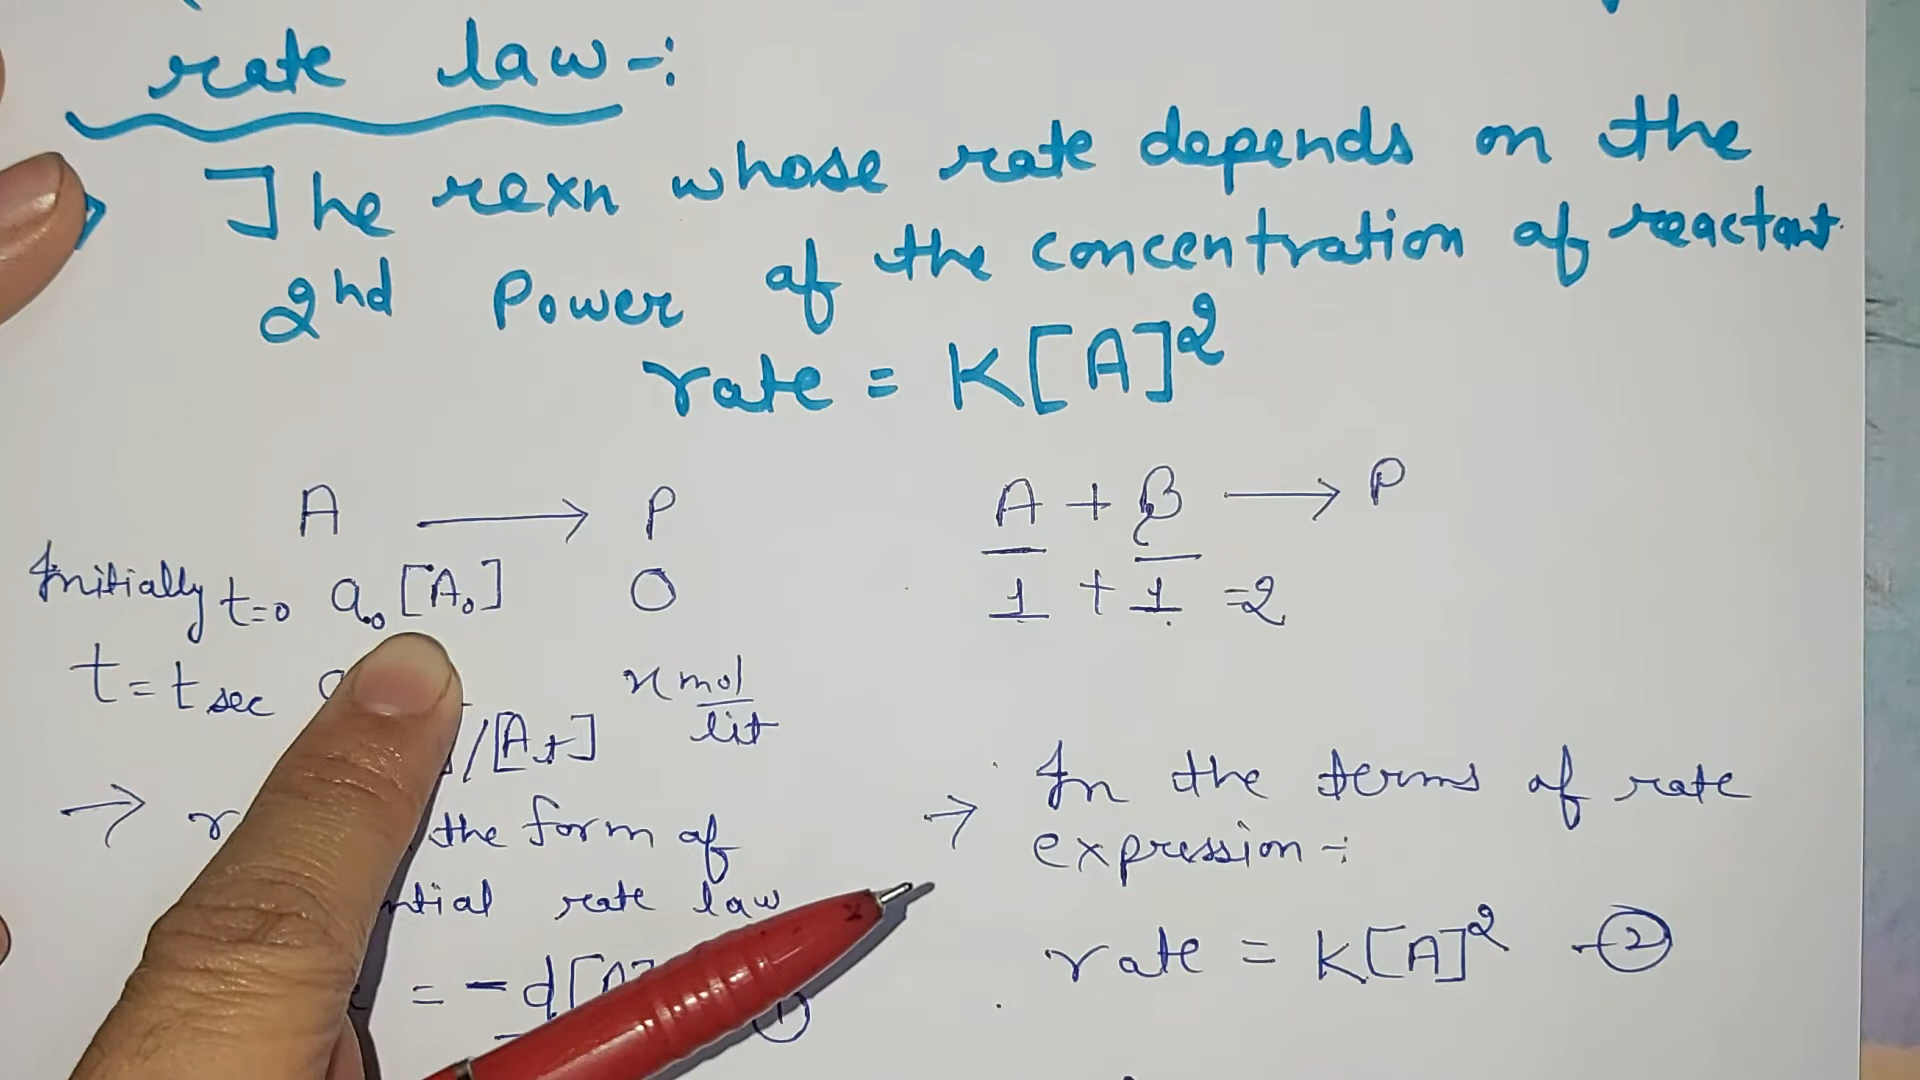 rate law-:
The rexn whose rate depends on the
2nd Power of the concentration of reactant
rate = K[A]²
A → P
Initially t=0 a₀ [A₀] 0
t = t sec x mol/lit
/[At]
→ the form of
rate law
= -d[A] ①
A + B → P
1 + 1 =2
→ In the terms of rate
expression -:
rate = K[A]² -②